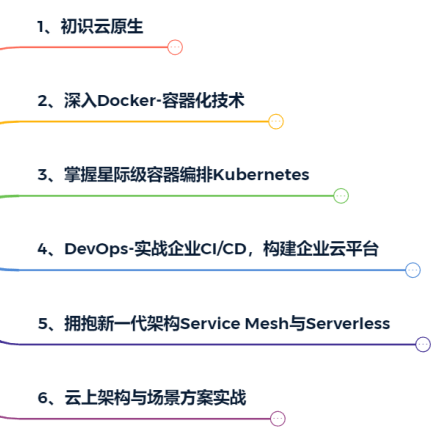 1、初识云原生
2、深入Docker-容器化技术
3、掌握星际级容器编排Kubernetes
4、DevOps-实战企业CI/CD，构建企业云平台
5、拥抱新一代架构Service Mesh与Serverless
6、云上架构与场景方案实战